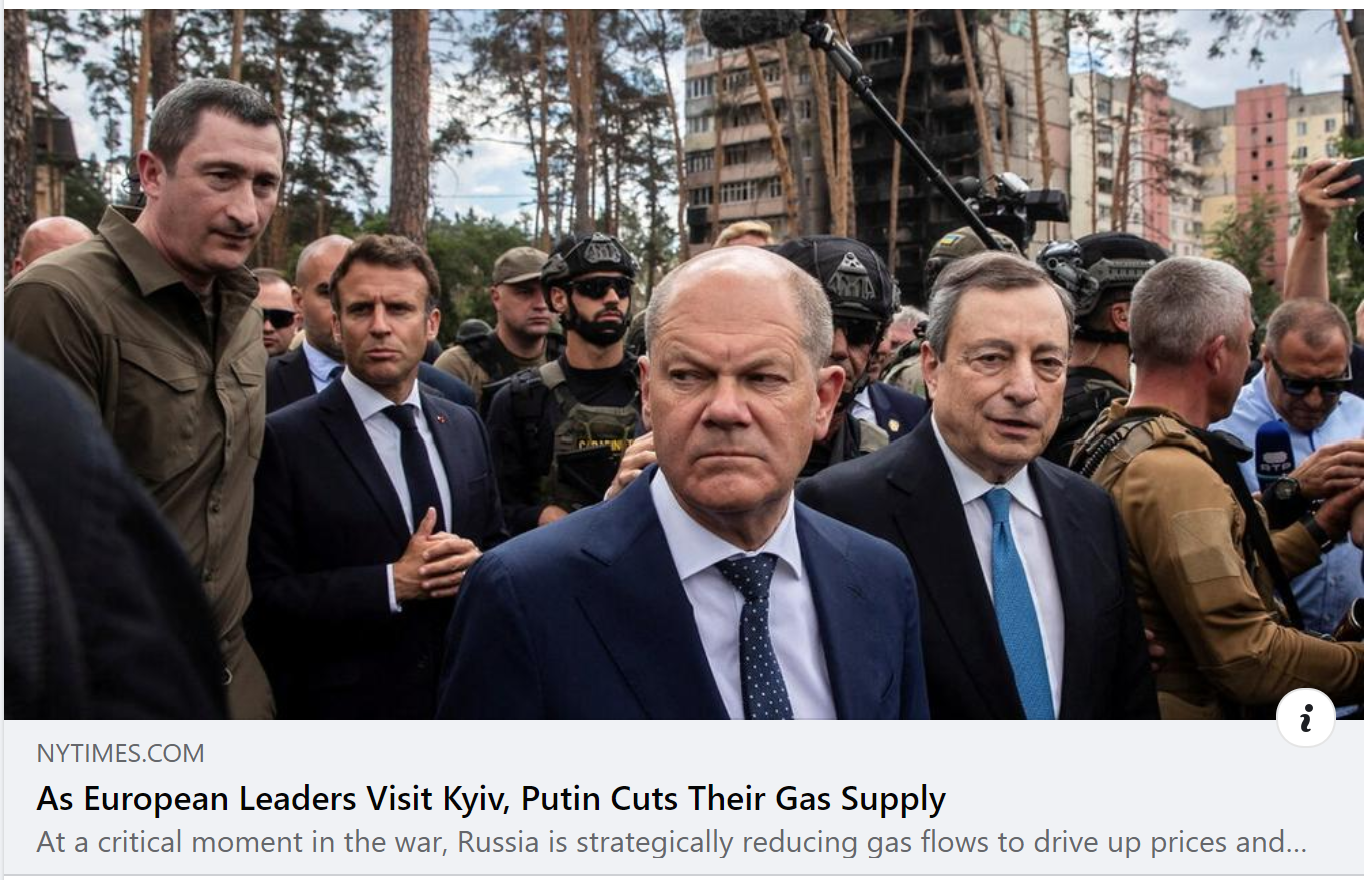 RTP
NYTIMES.COM
As European Leaders Visit Kyiv, Putin Cuts Their Gas Supply
At a critical moment in the war, Russia is strategically reducing gas flows to drive up prices and...